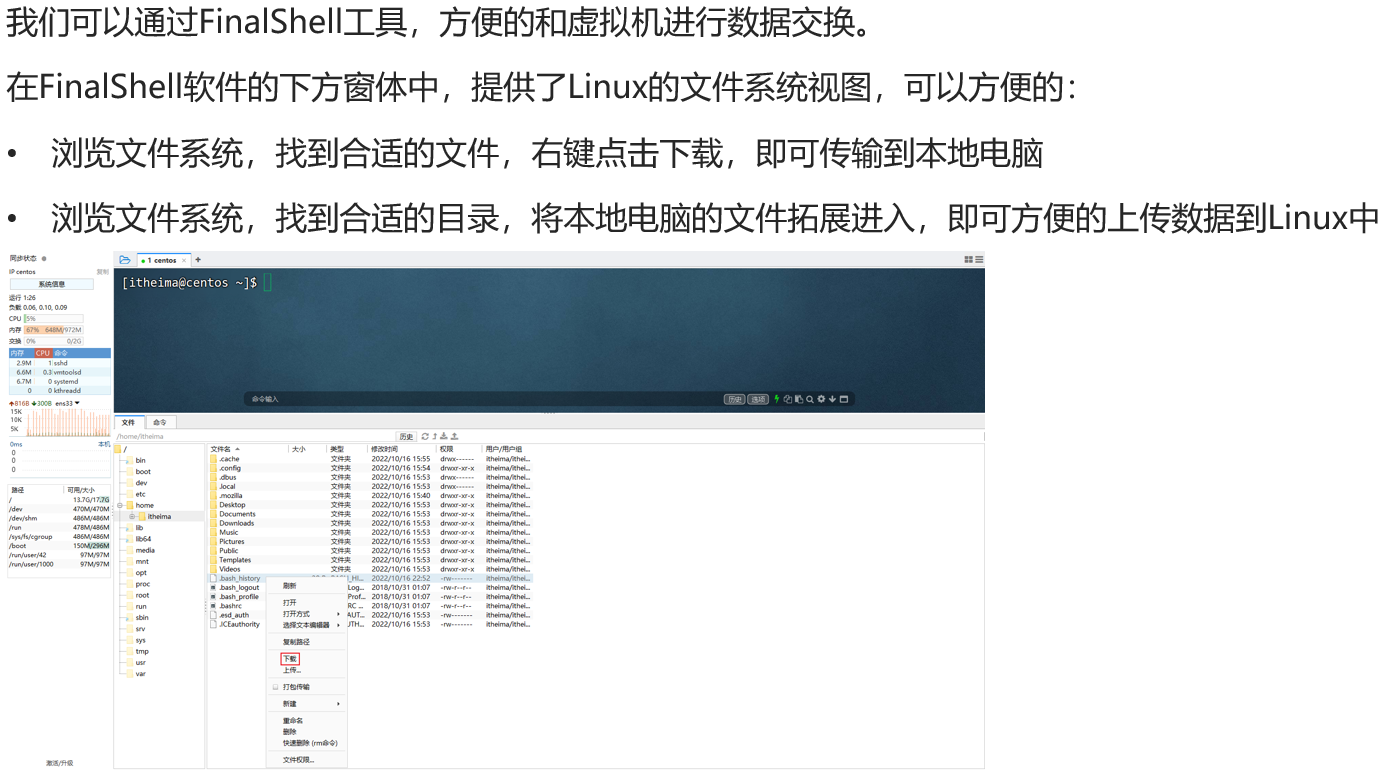 我们可以通过FinalShell工具，方便的和虚拟机进行数据交换。
在FinalShell软件的下方窗体中，提供了Linux的文件系统视图，可以方便的：
• 浏览文件系统，找到合适的文件，右键点击下载，即可传输到本地电脑
• 浏览文件系统，找到合适的目录，将本地电脑的文件拓展进入，即可方便的上传数据到Linux中
同步状态
IP centos 复制
系统信息
运行 1:26
负载 0.06, 0.10, 0.09
CPU 5%
内存 67% 648M/972M
交换 0% 0/2G
内存 CPU 命令
2.9M 1 sshd
6.6M 0.3 vmtoolsd
6.7M 0 systemd
0 0 kthreadd
816B 300B ens33
15K
10K
5K
0ms 本机
0
0
0
路径 可用/大小
/ 13.7G/17.7G
/dev 470M/470M
/dev/shm 486M/486M
/run 478M/486M
/sys/fs/cgroup 486M/486M
/boot 150M/296M
/run/user/42 97M/97M
/run/user/1000 97M/97M
激活/升级
1 centos × +
[itheima@centos ~]$
命令输入 历史 选项
文件 命令
/home/itheima 历史
/
bin
boot
dev
etc
home
itheima
lib
lib64
media
mnt
opt
proc
root
run
sbin
srv
sys
tmp
usr
var
文件名 大小 类型 修改时间 权限 用户/用户组
.cache 文件夹 2022/10/16 15:55 drwx------ itheima/ithei...
.config 文件夹 2022/10/16 15:54 drwxr-xr-x itheima/ithei...
.dbus 文件夹 2022/10/16 15:53 drwx------ itheima/ithei...
.local 文件夹 2022/10/16 15:53 drwx------ itheima/ithei...
.mozilla 文件夹 2022/10/16 15:40 drwxr-xr-x itheima/ithei...
Desktop 文件夹 2022/10/16 15:53 drwxr-xr-x itheima/ithei...
Documents 文件夹 2022/10/16 15:53 drwxr-xr-x itheima/ithei...
Downloads 文件夹 2022/10/16 15:53 drwxr-xr-x itheima/ithei...
Music 文件夹 2022/10/16 15:53 drwxr-xr-x itheima/ithei...
Pictures 文件夹 2022/10/16 15:53 drwxr-xr-x itheima/ithei...
Public 文件夹 2022/10/16 15:53 drwxr-xr-x itheima/ithei...
Templates 文件夹 2022/10/16 15:53 drwxr-xr-x itheima/ithei...
Videos 文件夹 2022/10/16 15:53 drwxr-xr-x itheima/ithei...
.bash_history 2022/10/16 22:52 -rw------- itheima/ithei...
.bash_logout 2018/10/31 01:07 -rw-r--r-- itheima/ithei...
.bash_profile 2018/10/31 01:07 -rw-r--r-- itheima/ithei...
.bashrc 2018/10/31 01:07 -rw-r--r-- itheima/ithei...
.esd_auth 2022/10/16 15:53 -rw------- itheima/ithei...
.ICEauthority 2022/10/16 15:53 -rw------- itheima/ithei...
刷新
打开
打开方式
选择文本编辑器
复制路径
下载
上传...
打包传输
新建
重命名
删除
快速删除 (rm命令)
文件权限...